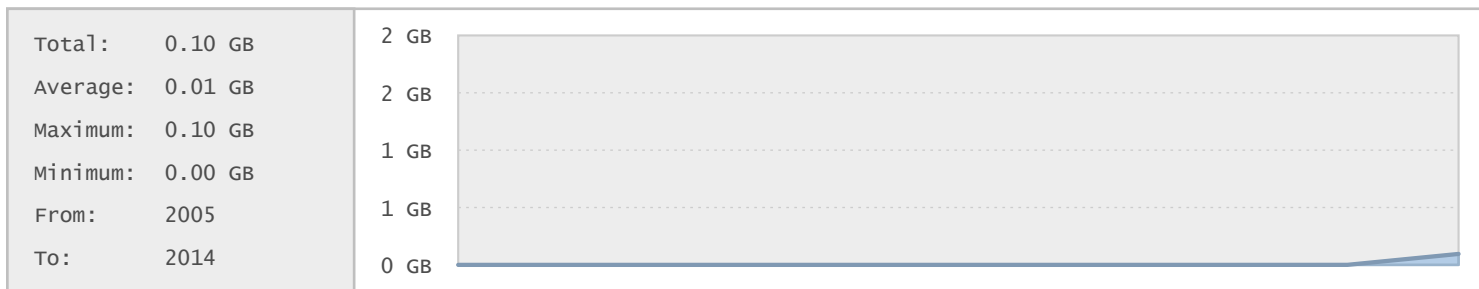 Total: 0.10 GB
Average: 0.01 GB
Maximum: 0.10 GB
Minimum: 0.00 GB
From: 2005
To: 2014
2 GB
2 GB
1 GB
1 GB
0 GB